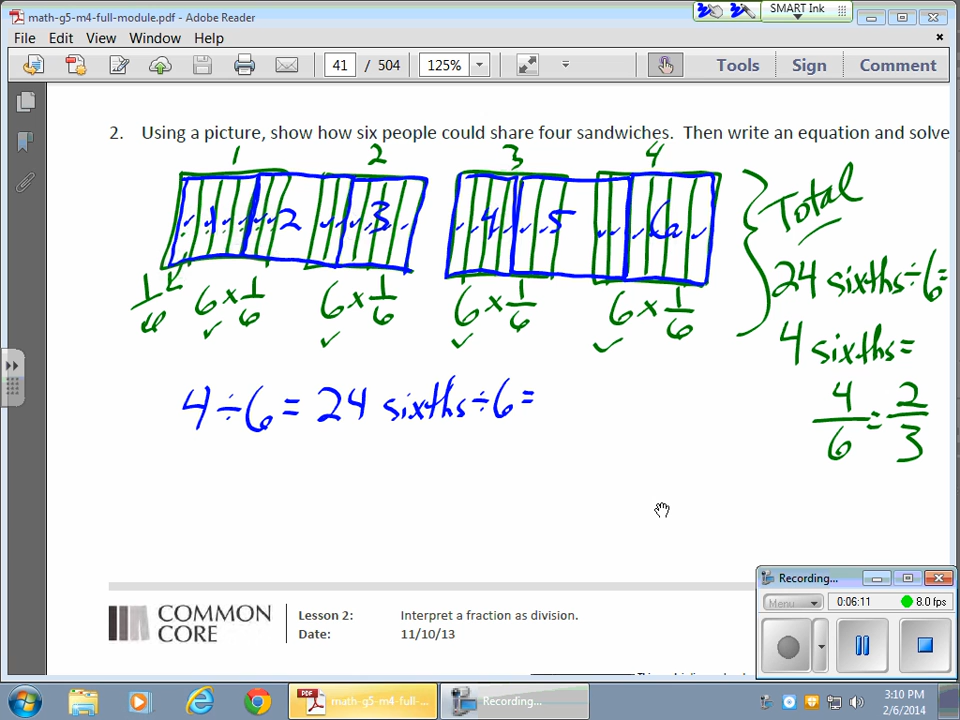 math-g5-m4-full-module.pdf - Adobe Reader
SMART Ink
File Edit View Window Help
41 / 504 125% Tools Sign Comment
2. Using a picture, show how six people could share four sandwiches. Then write an equation and solve
1 2 3 4
1 2 3 4 5 6
Total
1/6 6 × 1/6 6 × 1/6 6 × 1/6 6 × 1/6
24 sixths ÷ 6 =
4 sixths =
4/6 = 2/3
4 ÷ 6 = 24 sixths ÷ 6 =
COMMON CORE
Lesson 2: Interpret a fraction as division.
Date: 11/10/13
Recording...
Menu 0:06:11 8.0 fps
PDF math-g5-m4-full-... Recording...
3:10 PM
2/6/2014